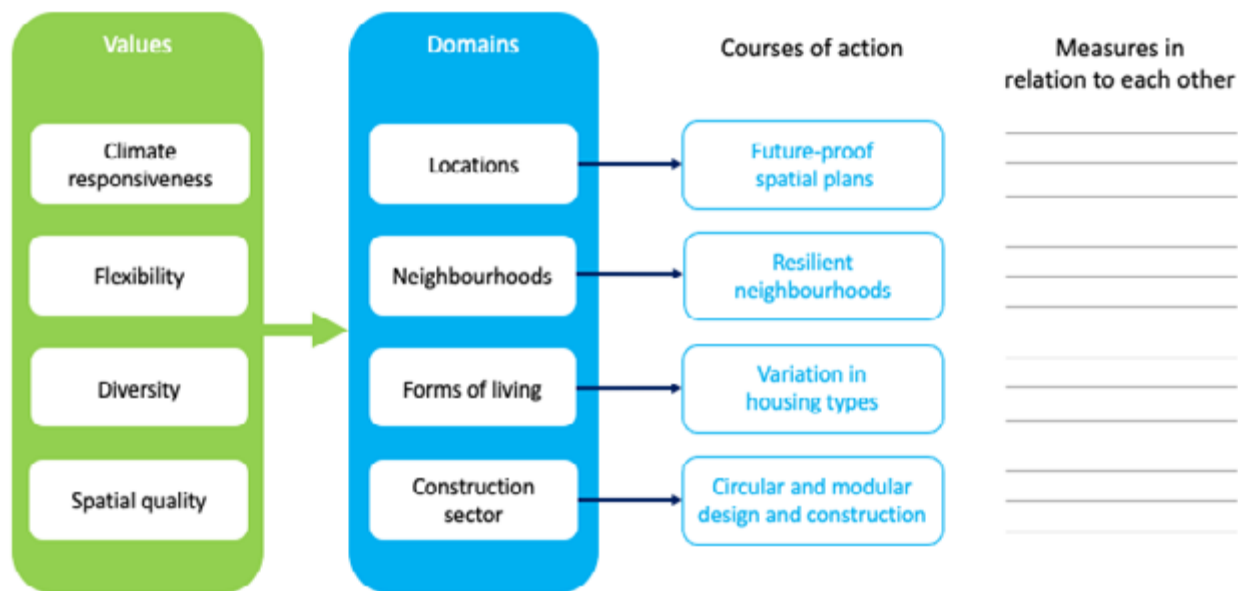 Values
Climate
responsiveness
Flexibility
Diversity
Spatial quality
Domains
Locations
Neighbourhoods
Forms of living
Construction
sector
Courses of action
Future-proof
spatial plans
Resilient
neighbourhoods
Variation in
housing types
Circular and modular
design and construction
Measures in
relation to each other